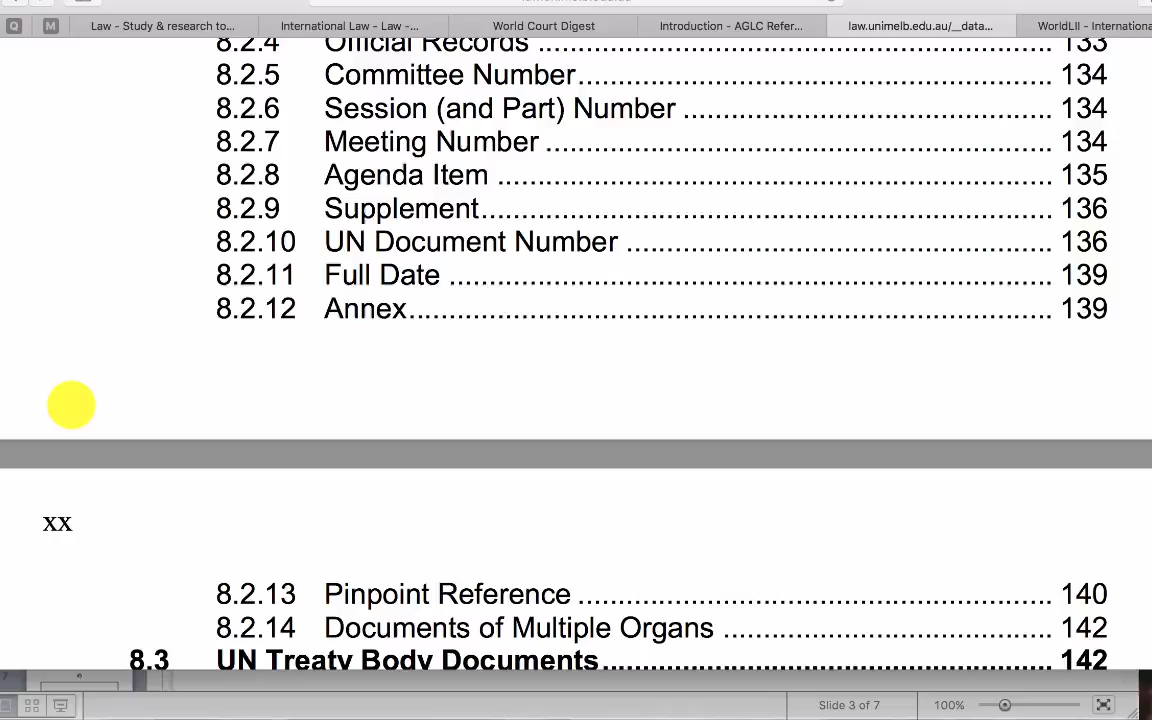 Q M Law - Study & research to... International Law - Law -... World Court Digest Introduction - AGLC Refer... law.unimelb.edu.au/__data... WorldLII - Internationa
8.2.4 Official Records ........................................................... 133
8.2.5 Committee Number........................................................... 134
8.2.6 Session (and Part) Number .............................................. 134
8.2.7 Meeting Number ............................................................... 134
8.2.8 Agenda Item ..................................................................... 135
8.2.9 Supplement....................................................................... 136
8.2.10 UN Document Number ..................................................... 136
8.2.11 Full Date ........................................................................... 139
8.2.12 Annex................................................................................ 139
xx
8.2.13 Pinpoint Reference ........................................................... 140
8.2.14 Documents of Multiple Organs ......................................... 142
8.3 UN Treaty Body Documents........................................................ 142
Slide 3 of 7 100%